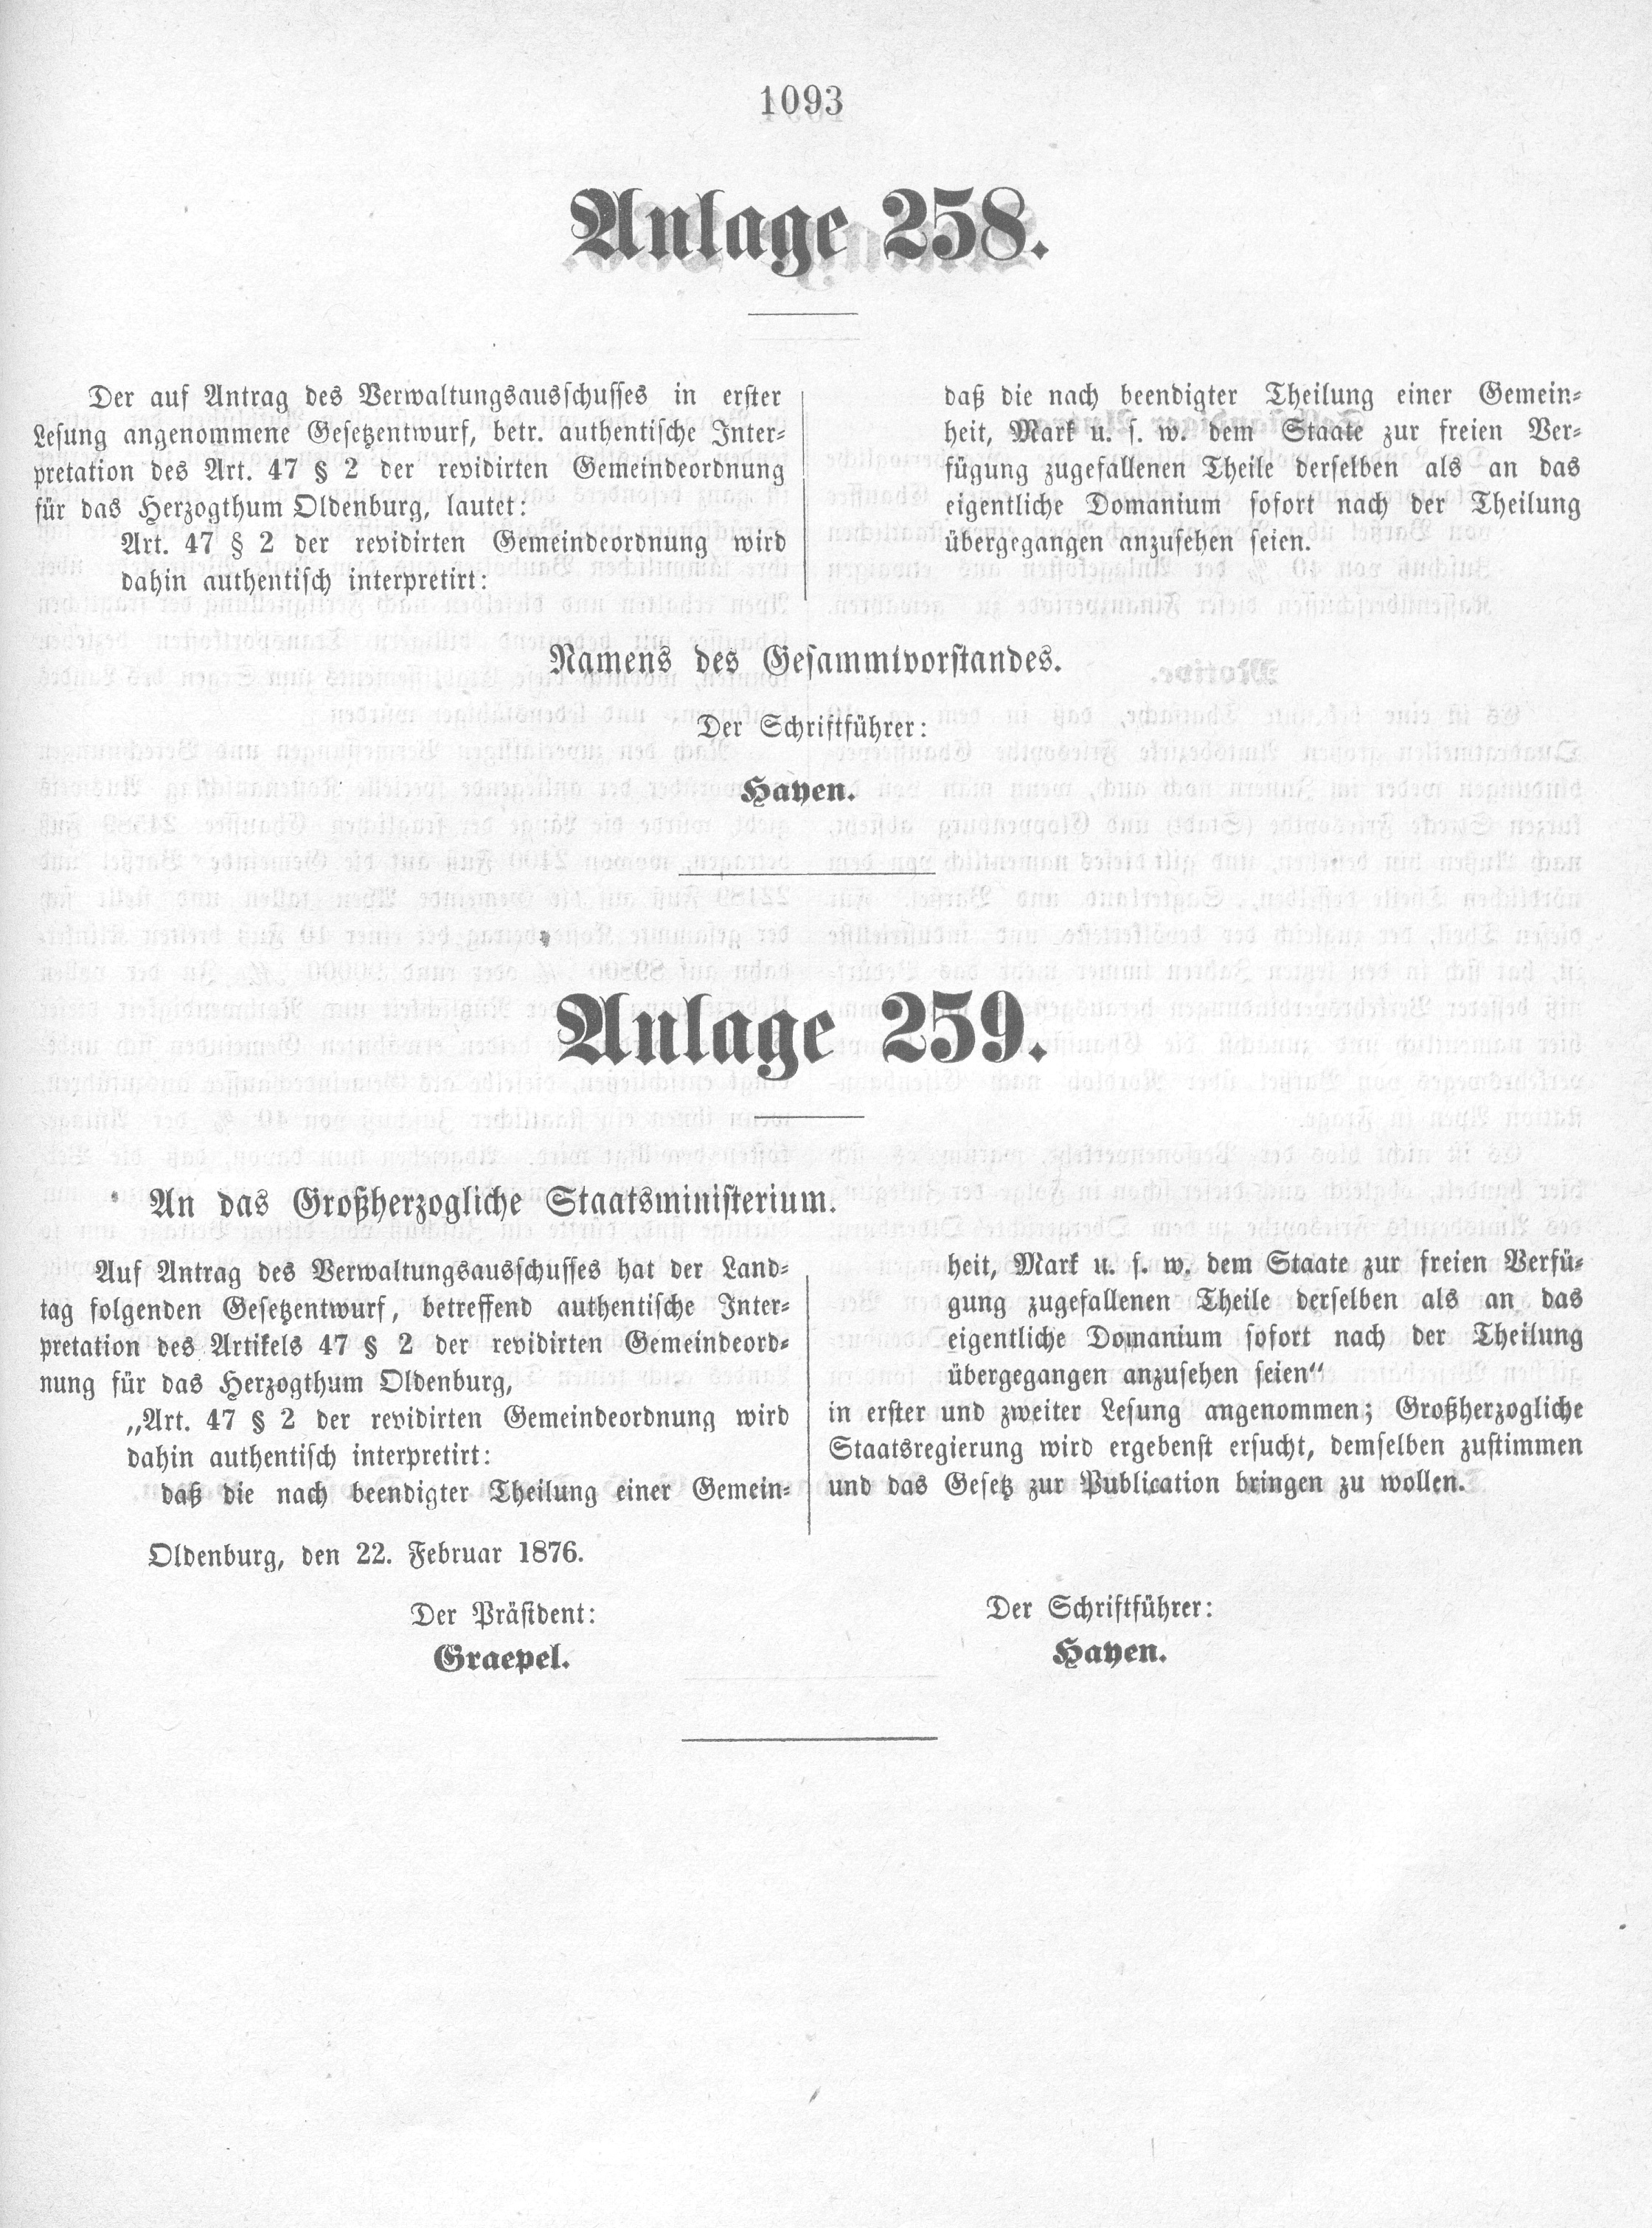 1093
Anlage 258.
Der auf Antrag des Verwaltungsausschusses in erster
Lesung angenommene Gesetzentwurf, betr. authentische Inter-
pretation des Art. 47 § 2 der revidirten Gemeindeordnung
für das Herzogthum Oldenburg, lautet:
Art. 47 § 2 der revidirten Gemeindeordnung wird
dahin authentisch interpretirt:
daß die nach beendigter Theilung einer Gemein-
heit, Mark u. s. w. dem Staate zur freien Ver-
fügung zugefallenen Theile derselben als an das
eigentliche Domanium sofort nach der Theilung
übergegangen anzusehen seien.
Namens des Gesammtvorstandes.
Der Schriftführer:
Hayen.
Anlage 259.
An das Großherzogliche Staatsministerium.
Auf Antrag des Verwaltungsausschusses hat der Land-
tag folgenden Gesetzentwurf, betreffend authentische Inter-
pretation des Artikels 47 § 2 der revidirten Gemeindeord-
nung für das Herzogthum Oldenburg,
„Art. 47 § 2 der revidirten Gemeindeordnung wird
dahin authentisch interpretirt:
daß die nach beendigter Theilung einer Gemein-
heit, Mark u. s. w. dem Staate zur freien Verfü-
gung zugefallenen Theile derselben als an das
eigentliche Domanium sofort nach der Theilung
übergegangen anzusehen seien“
in erster und zweiter Lesung angenommen; Großherzogliche
Staatsregierung wird ergebenst ersucht, demselben zustimmen
und das Gesetz zur Publication bringen zu wollen.
Oldenburg, den 22. Februar 1876.
Der Präsident:
Graepel.
Der Schriftführer:
Hayen.